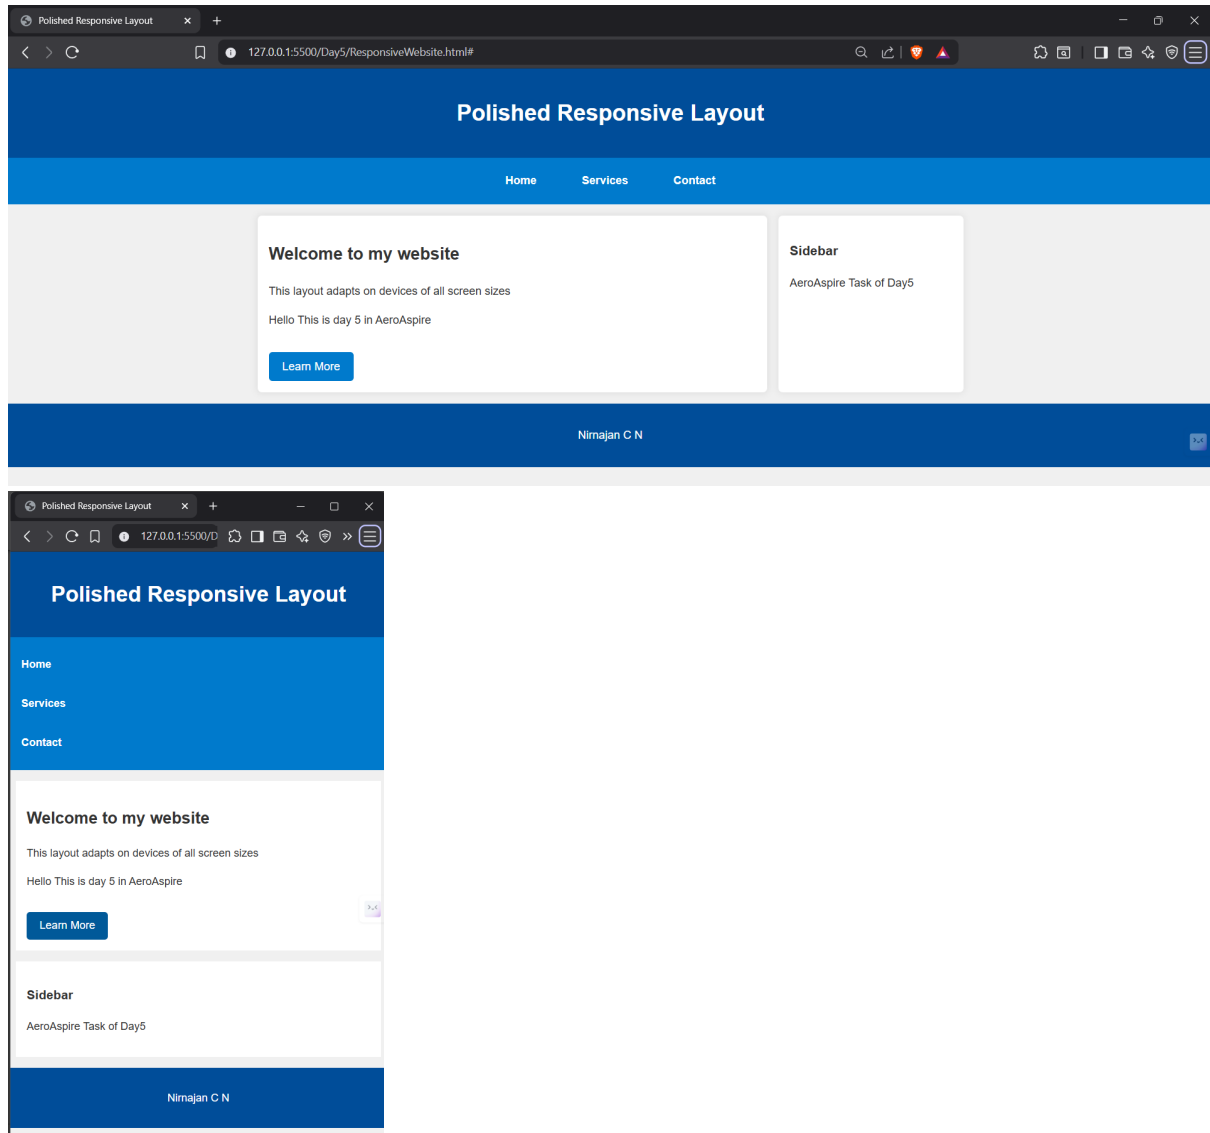 Polished Responsive Layout
127.0.0.1:5500/Day5/ResponsiveWebsite.html#
Polished Responsive Layout
Home Services Contact
Welcome to my website
This layout adapts on devices of all screen sizes
Hello This is day 5 in AeroAspire
Learn More
Sidebar
AeroAspire Task of Day5
Nirnajan C N
Polished Responsive Layout
127.0.0.1:5500/D
Polished Responsive Layout
Home
Services
Contact
Welcome to my website
This layout adapts on devices of all screen sizes
Hello This is day 5 in AeroAspire
Learn More
Sidebar
AeroAspire Task of Day5
Nirnajan C N